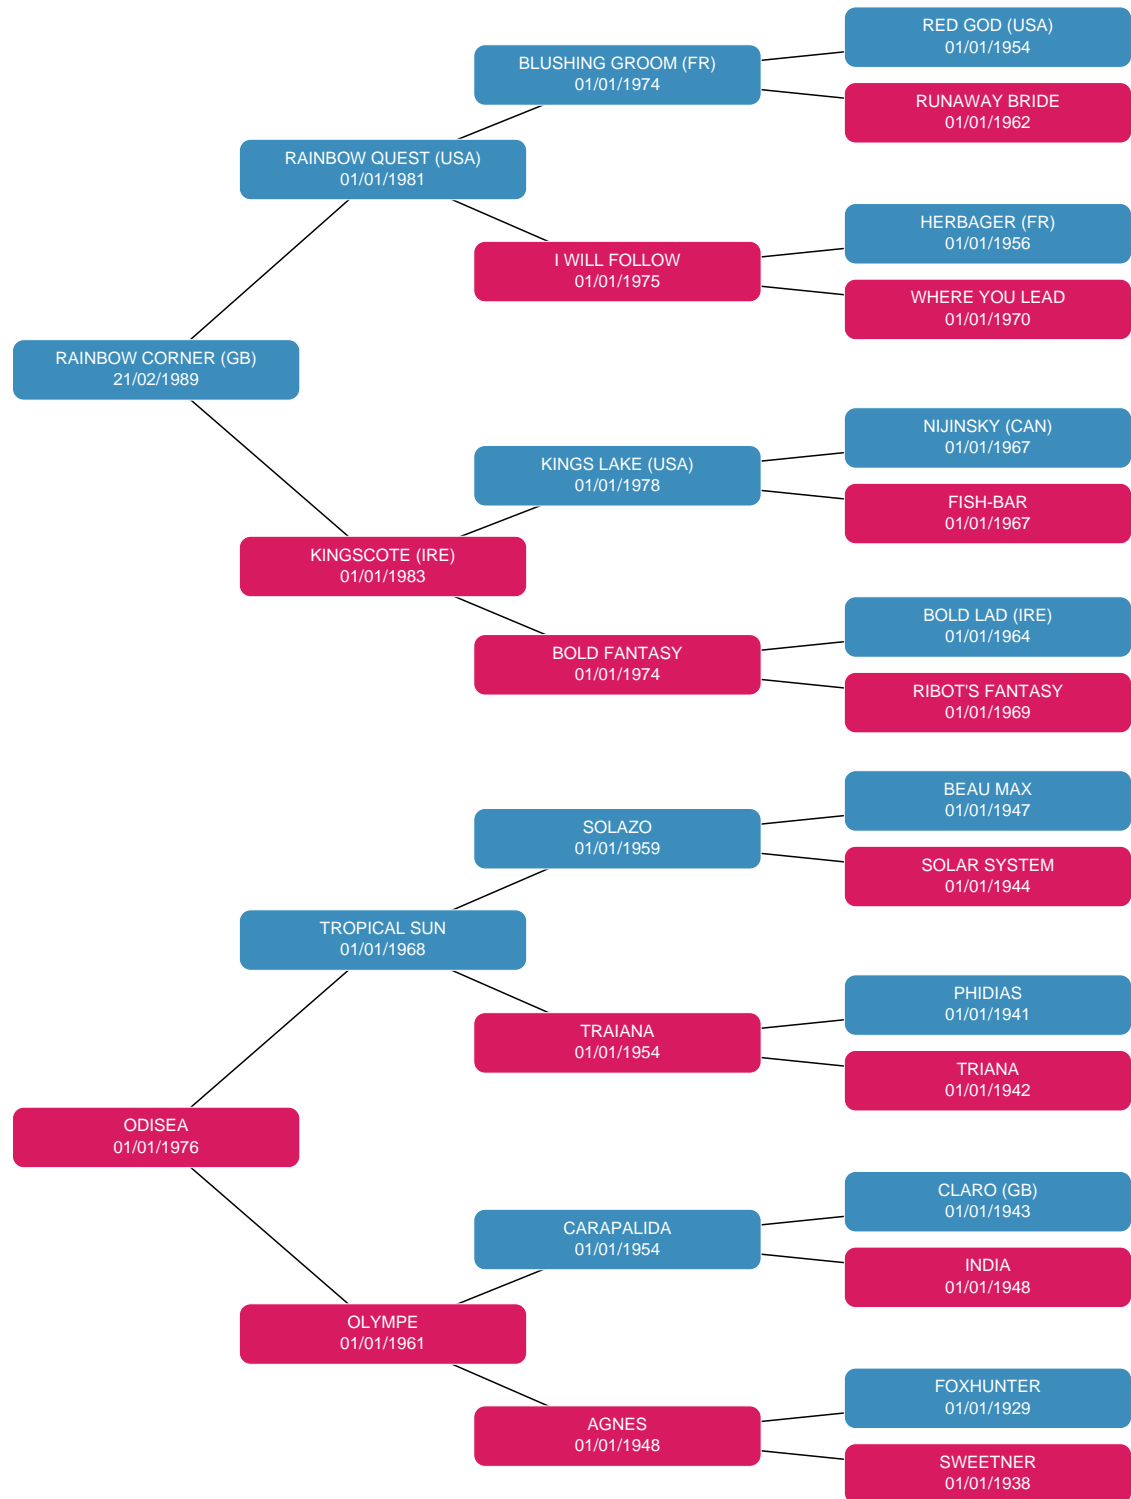 RED GOD (USA)
01/01/1954
BLUSHING GROOM (FR)
01/01/1974
RUNAWAY BRIDE
01/01/1962
RAINBOW QUEST (USA)
01/01/1981
HERBAGER (FR)
01/01/1956
I WILL FOLLOW
01/01/1975
WHERE YOU LEAD
01/01/1970
RAINBOW CORNER (GB)
21/02/1989
NIJINSKY (CAN)
01/01/1967
KINGS LAKE (USA)
01/01/1978
FISH-BAR
01/01/1967
KINGSCOTE (IRE)
01/01/1983
BOLD LAD (IRE)
01/01/1964
BOLD FANTASY
01/01/1974
RIBOT'S FANTASY
01/01/1969
BEAU MAX
01/01/1947
SOLAZO
01/01/1959
SOLAR SYSTEM
01/01/1944
TROPICAL SUN
01/01/1968
PHIDIAS
01/01/1941
TRAIANA
01/01/1954
TRIANA
01/01/1942
ODISEA
01/01/1976
CLARO (GB)
01/01/1943
CARAPALIDA
01/01/1954
INDIA
01/01/1948
OLYMPE
01/01/1961
FOXHUNTER
01/01/1929
AGNES
01/01/1948
SWEETNER
01/01/1938